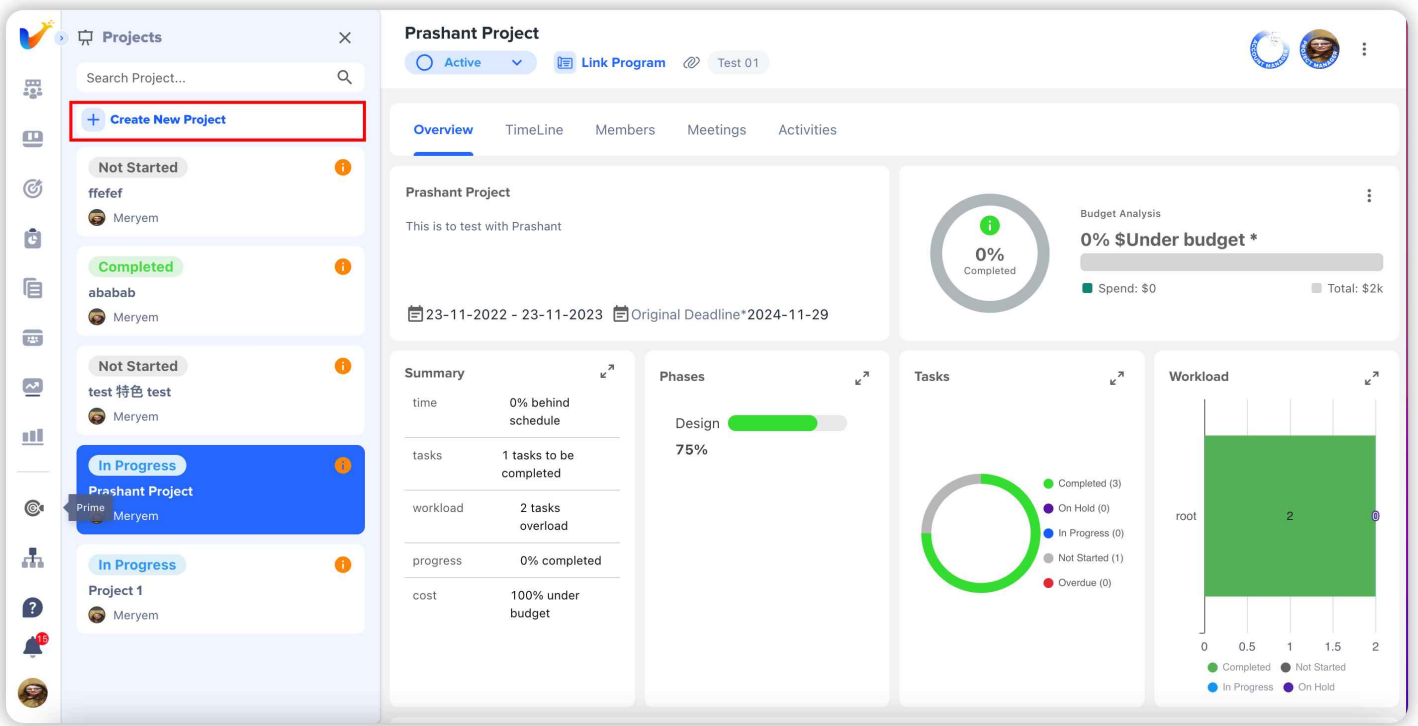 Projects
Search Project...
Create New Project
Not Started
ffefef
Meryem
Completed
ababab
Meryem
Not Started
test 特色 test
Meryem
In Progress
Prashant Project
Meryem
In Progress
Project 1
Meryem
Prime
15
Prashant Project
Active
Link Program
Test 01
ACCOUNT MANAGER
PROJECT MANAGER
Overview TimeLine Members Meetings Activities
Prashant Project
This is to test with Prashant
23-11-2022 - 23-11-2023 Original Deadline*2024-11-29
0%
Completed
Budget Analysis
0% $Under budget *
Spend: $0 Total: $2k
Summary
time 0% behind
schedule
tasks 1 tasks to be
completed
workload 2 tasks
overload
progress 0% completed
cost 100% under
budget
Phases
Design
75%
Tasks
Completed (3)
On Hold (0)
In Progress (0)
Not Started (1)
Overdue (0)
Workload
root 2 0
0 0.5 1 1.5 2
Completed Not Started
In Progress On Hold